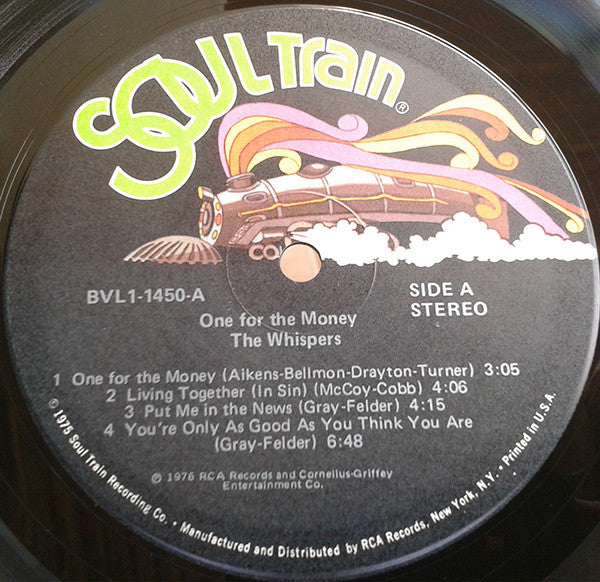 SOUL TRAIN®
BVL1-1450-A
SIDE A
STEREO
One for the Money
The Whispers
1 One for the Money (Aikens-Bellmon-Drayton-Turner) 3:05
2 Living Together (In Sin) (McCoy-Cobb) 4:06
3 Put Me in the News (Gray-Felder) 4:15
4 You're Only As Good As You Think You Are
(Gray-Felder) 6:48
℗ 1976 RCA Records and Cornelius-Griffey
Entertainment Co.
© 1975 Soul Train Recording Co. • Manufactured and Distributed by RCA Records, New York, N.Y. • Printed in U.S.A.